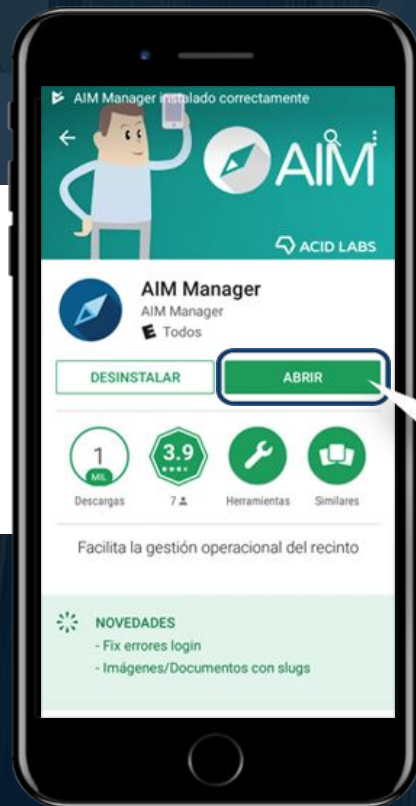 AIM Manager instalado correctamente
AIM
ACID LABS
AIM Manager
AIM Manager
E Todos
DESINSTALAR
ABRIR
1
MIL
3.9
Descargas
7
Herramientas
Similares
Facilita la gestión operacional del recinto
NOVEDADES
- Fix errores login
- Imágenes/Documentos con slugs